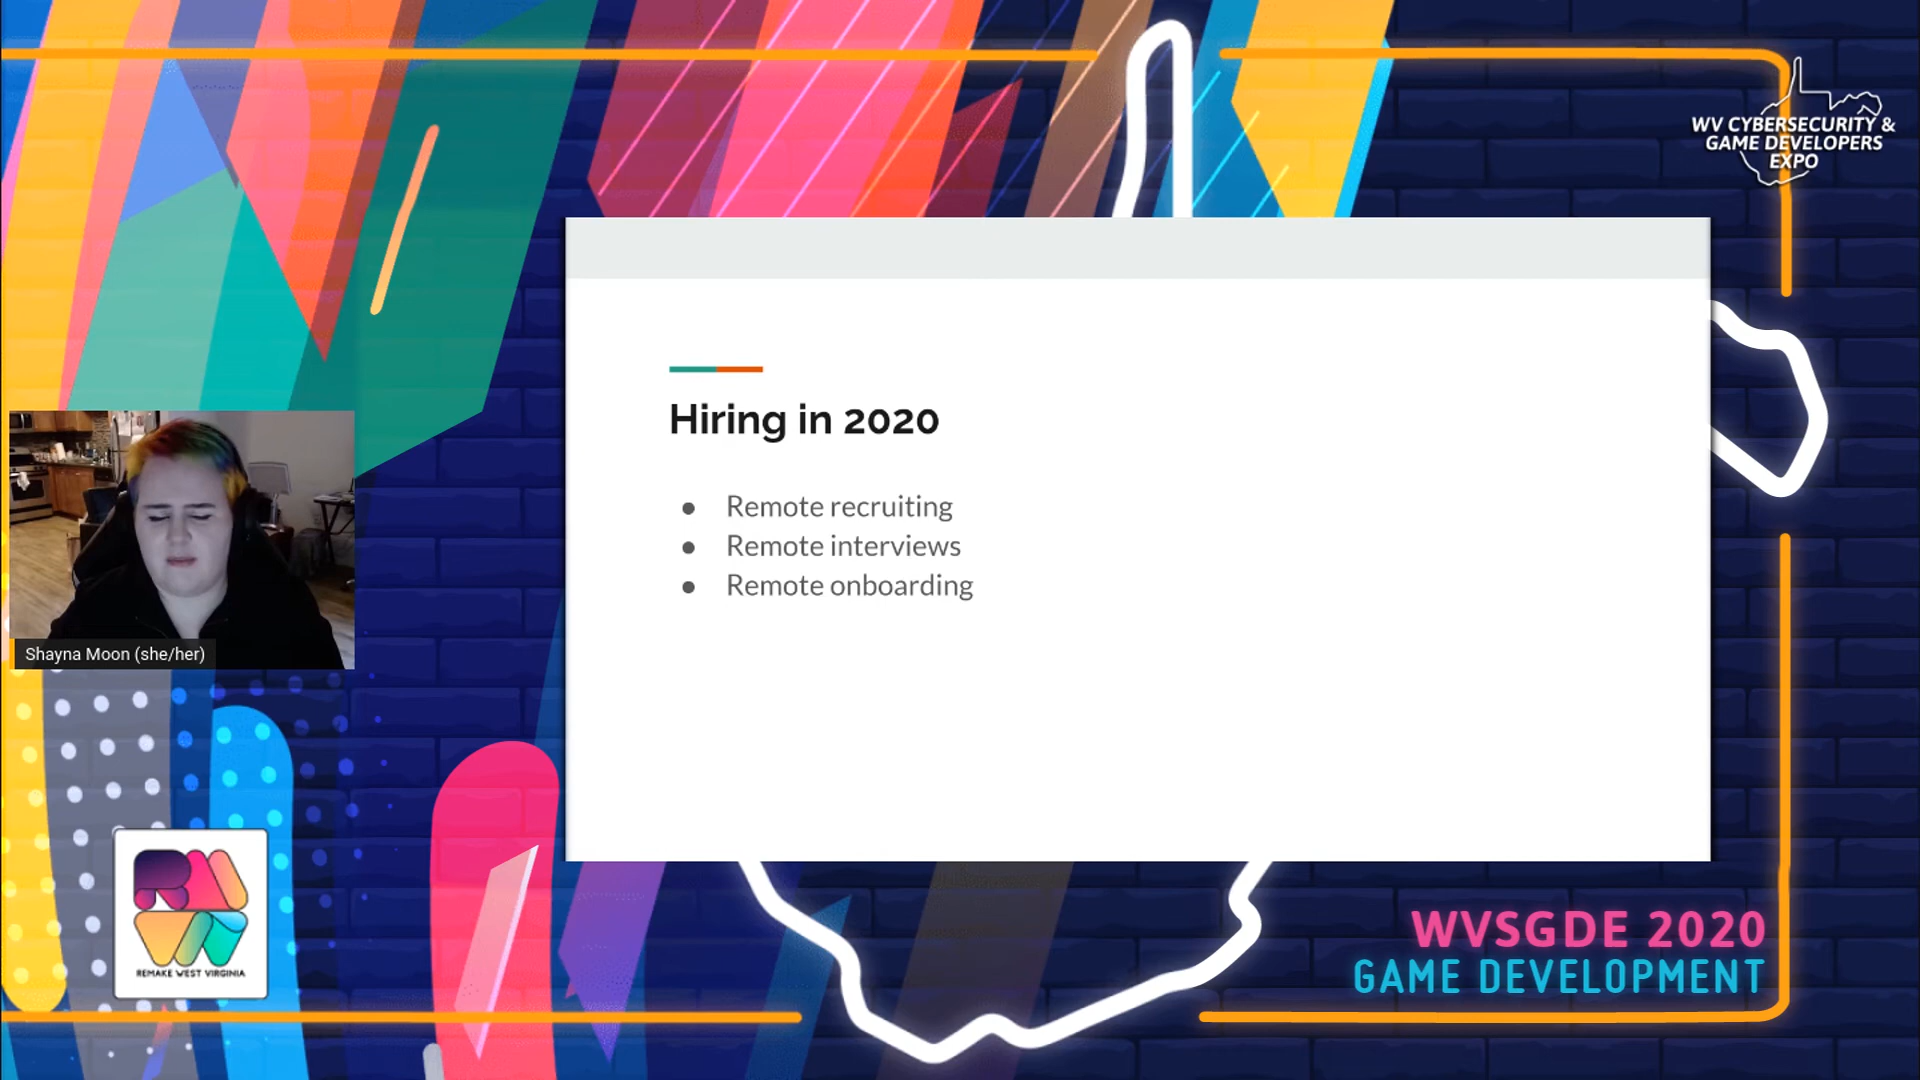 WV CYBERSECURITY &
GAME DEVELOPERS
EXPO
Hiring in 2020
Remote recruiting
Remote interviews
Remote onboarding
Shayna Moon (she/her)
REMAKE WEST VIRGINIA
WVSGDE 2020
GAME DEVELOPMENT